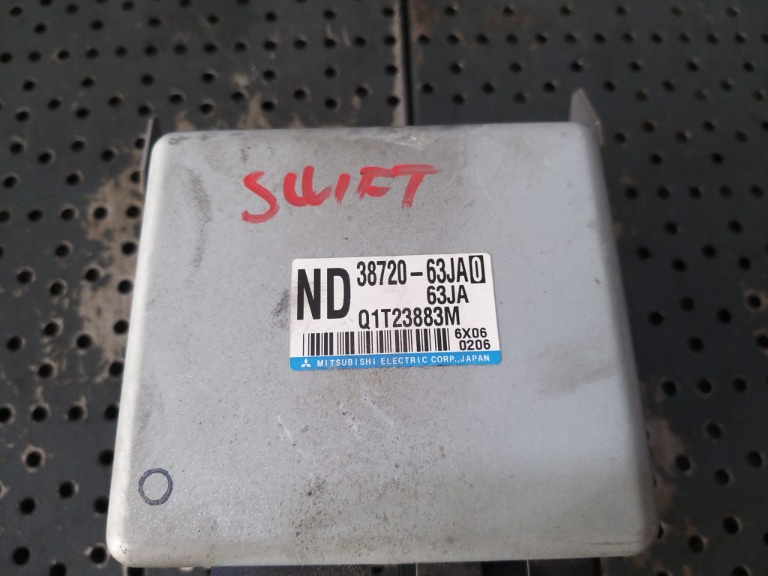 SWIFT
ND 38720-63JA0
63JA
Q1T23883M
6X06
0206
MITSUBISHI ELECTRIC CORP., JAPAN